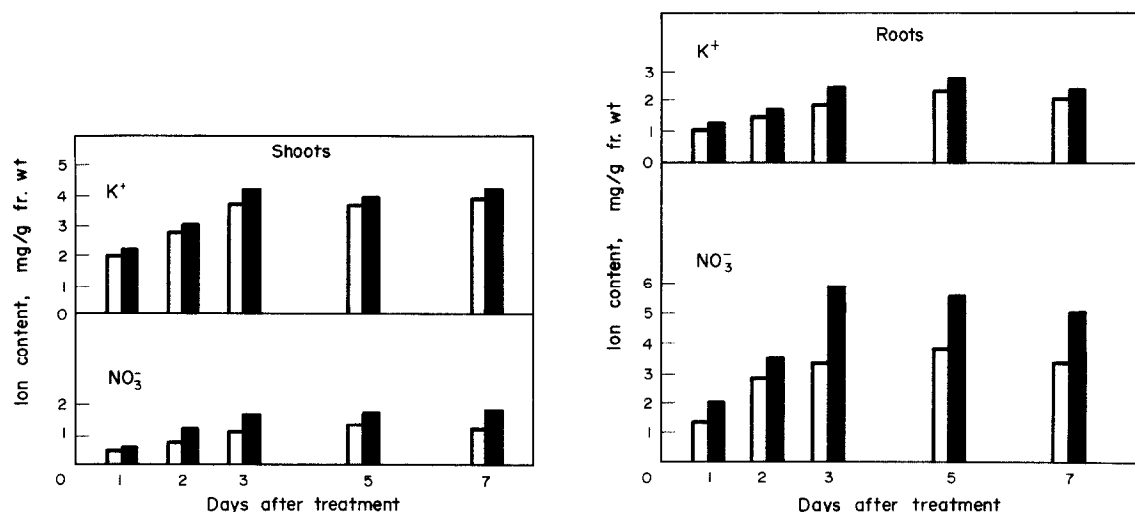 Shoots
K+
5
4
3
2
1
0
NO3-
2
1
0
Ion content, mg/g fr. wt
1 2 3 5 7
Days after treatment
Roots
K+
3
2
1
0
NO3-
6
5
4
3
2
1
Ion content, mg/g fr. wt
0 1 2 3 5 7
Days after treatment